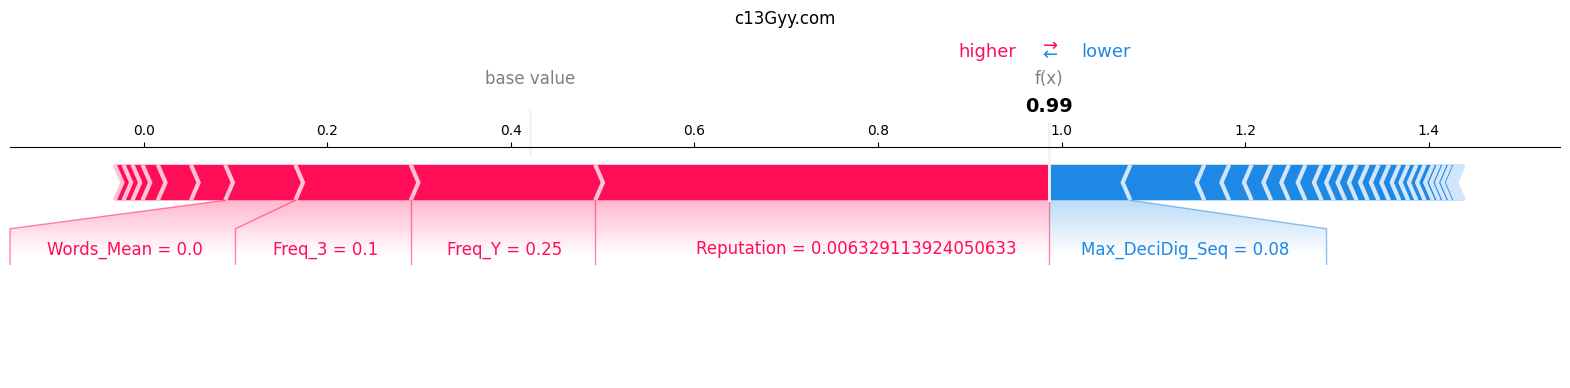 c13Gyy.com
higher → lower
←
base value f(x)
0.99
0.0 0.2 0.4 0.6 0.8 1.0 1.2 1.4
Words_Mean = 0.0 Freq_3 = 0.1 Freq_Y = 0.25 Reputation = 0.006329113924050633 Max_DeciDig_Seq = 0.08